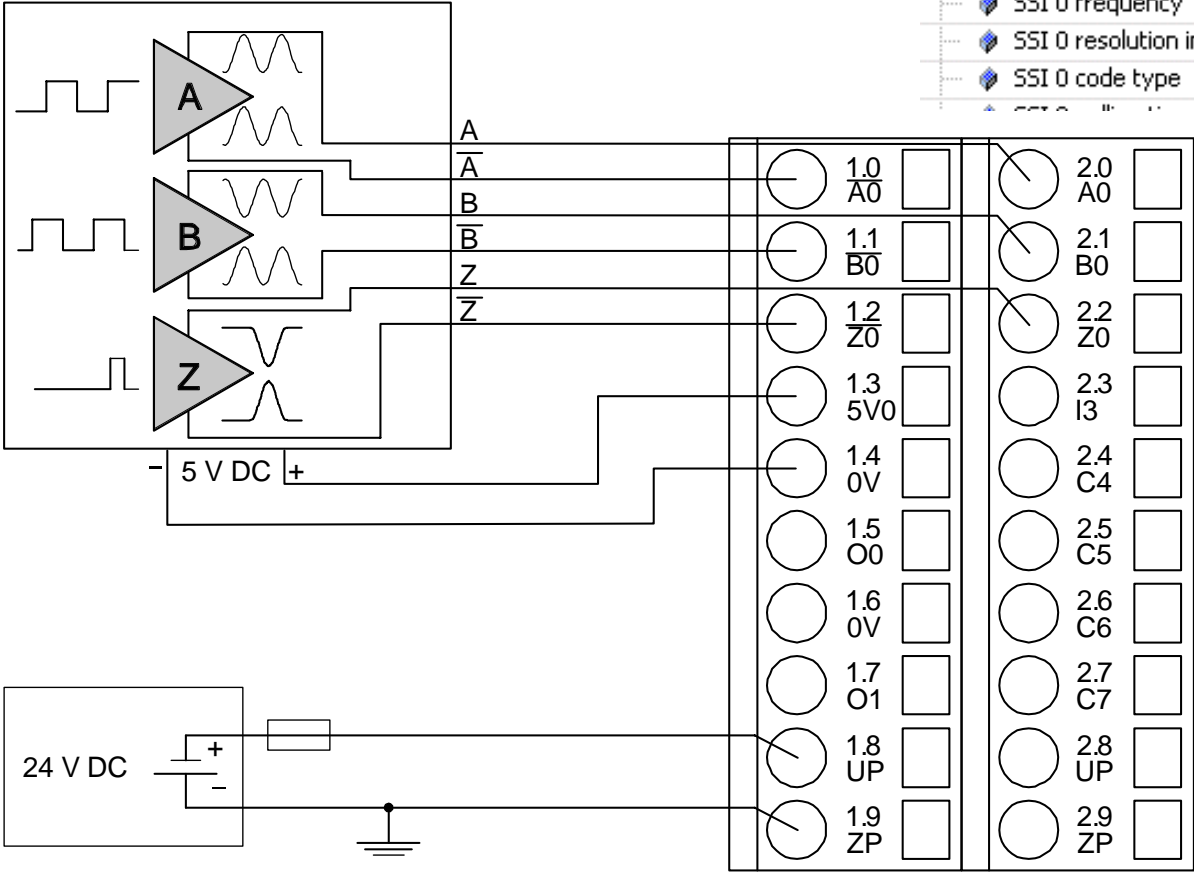 SSI 0 frequency
SSI 0 resolution
SSI 0 code type
A
B
Z
A
A̅
B
B̅
Z
Z̅
- 5 V DC +
24 V DC
+
–
1.0
A̅0̅
1.1
B̅0̅
1.2
Z̅0̅
1.3
5V0
1.4
0V
1.5
O0
1.6
0V
1.7
O1
1.8
UP
1.9
ZP
2.0
A0
2.1
B0
2.2
Z0
2.3
I3
2.4
C4
2.5
C5
2.6
C6
2.7
C7
2.8
UP
2.9
ZP